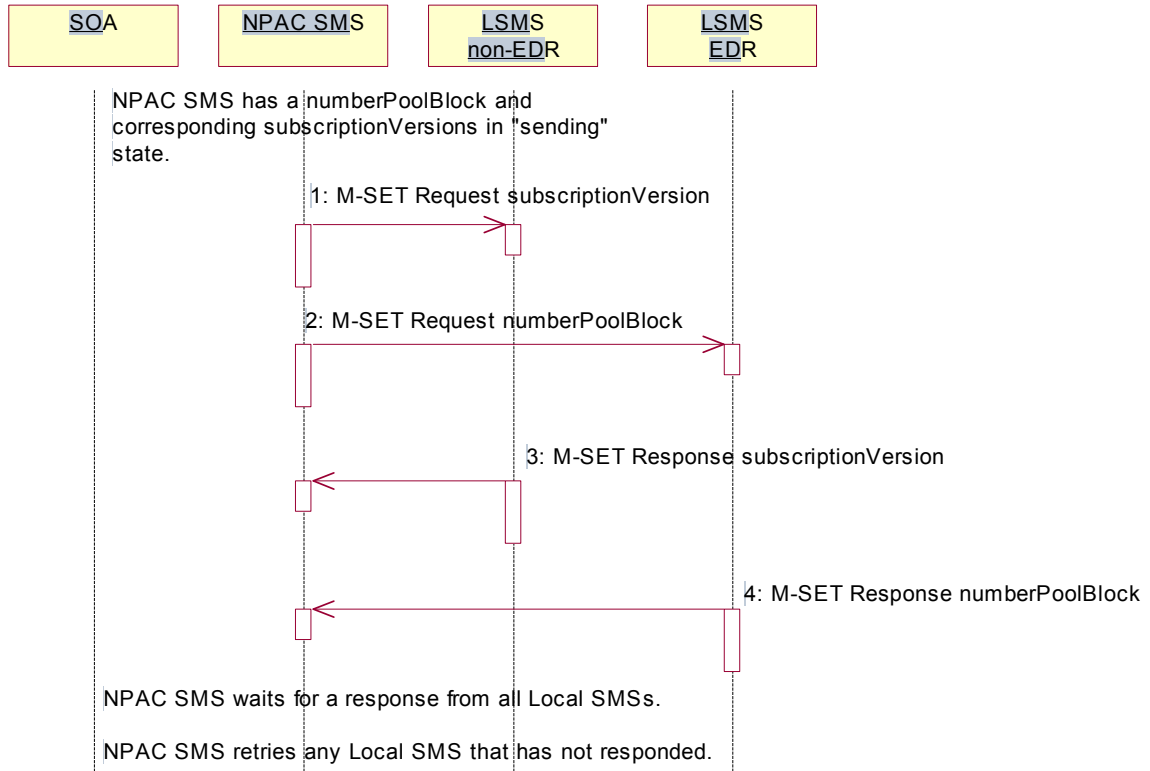 SOA
NPAC SMS
LSMS
non-EDR
LSMS
EDR
NPAC SMS has a numberPoolBlock and
corresponding subscriptionVersions in "sending"
state.
1: M-SET Request subscriptionVersion
2: M-SET Request numberPoolBlock
3: M-SET Response subscriptionVersion
4: M-SET Response numberPoolBlock
NPAC SMS waits for a response from all Local SMSs.
NPAC SMS retries any Local SMS that has not responded.